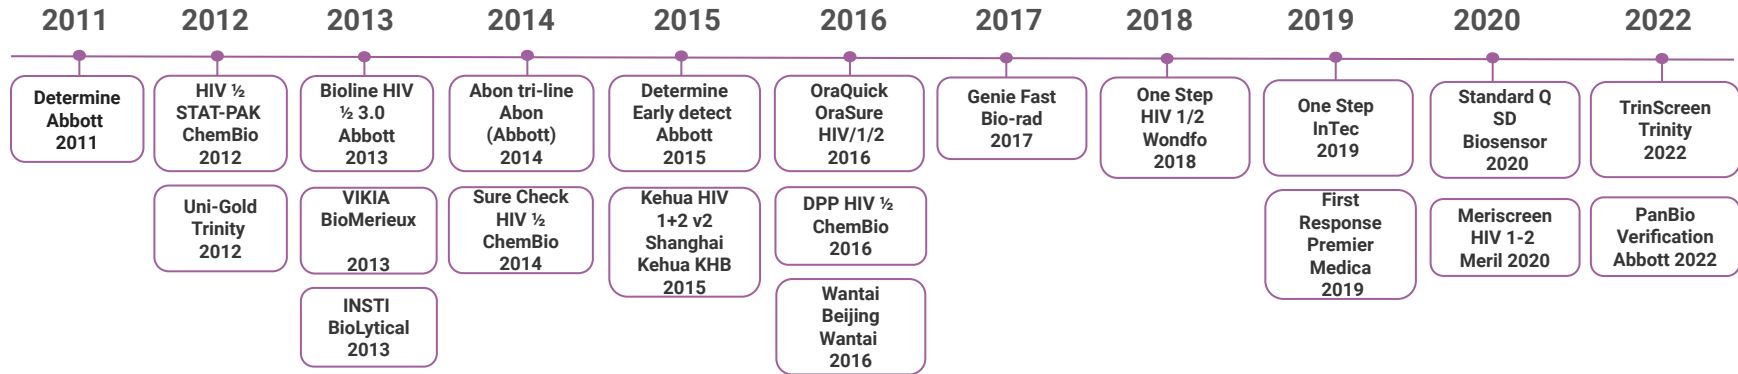 2011
2012
2013
2014
2015
2016
2017
2018
2019
2020
2022
Determine
Abbott
2011
HIV ½
STAT-PAK
ChemBio
2012
Uni-Gold
Trinity
2012
Bioline HIV
½ 3.0
Abbott
2013
VIKIA
BioMerieux
2013
INSTI
BioLytical
2013
Abon tri-line
Abon
(Abbott)
2014
Sure Check
HIV ½
ChemBio
2014
Determine
Early detect
Abbott
2015
Kehua HIV
1+2 v2
Shanghai
Kehua KHB
2015
OraQuick
OraSure
HIV/1/2
2016
DPP HIV ½
ChemBio
2016
Wantai
Beijing
Wantai
2016
Genie Fast
Bio-rad
2017
One Step
HIV 1/2
Wondfo
2018
One Step
InTec
2019
First
Response
Premier
Medica
2019
Standard Q
SD
Biosensor
2020
Meriscreen
HIV 1-2
Meril 2020
TrinScreen
Trinity
2022
PanBio
Verification
Abbott 2022